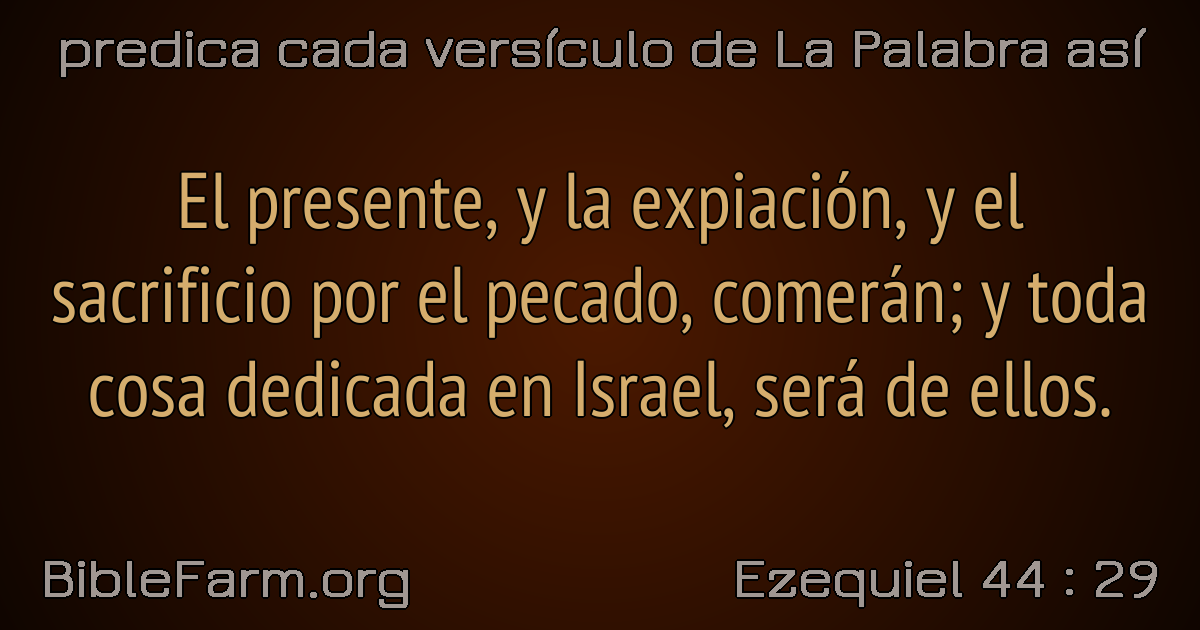 predica cada versículo de La Palabra así
El presente, y la expiación, y el
sacrificio por el pecado, comerán; y toda
cosa dedicada en Israel, será de ellos.
BibleFarm.org
Ezequiel 44 : 29